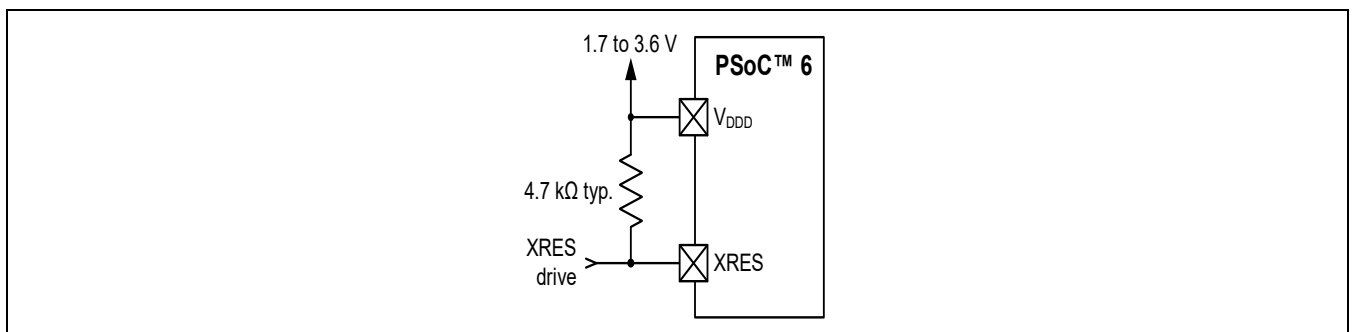 1.7 to 3.6 V
PSoC™ 6
VDDD
4.7 kΩ typ.
XRES
drive
XRES